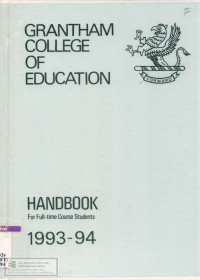 GRANTHAM
COLLEGE
OF
EDUCATION
HANDBOOK
For Full-time Course Students
1993-94